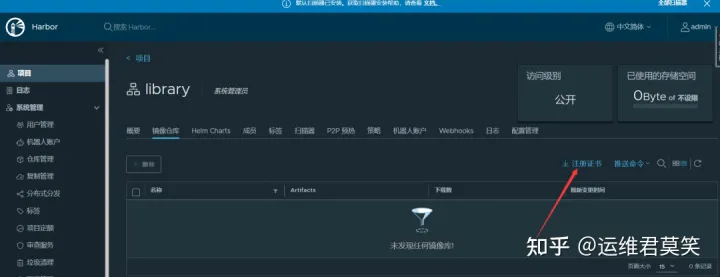 默认扫描器已安装。获取扫描器安装帮助，请查看 文档。
全部扫描器
Harbor
搜索 Harbor...
中文简体
admin
项目
日志
系统管理
用户管理
机器人账户
仓库管理
复制管理
分布式分发
标签
项目定额
审查服务
垃圾清理
< 项目
library
系统管理员
访问级别
公开
已使用的存储空间
0Byte of 不设限
概要 镜像仓库 Helm Charts 成员 标签 扫描器 P2P 预热 策略 机器人账户 Webhooks 日志 配置管理
× 删除
注册证书
推送命令
名称 Artifacts 下载数 最新变更时间
未发现任何镜像库!
页面大小 15 0 条记录
知乎 @运维君莫笑